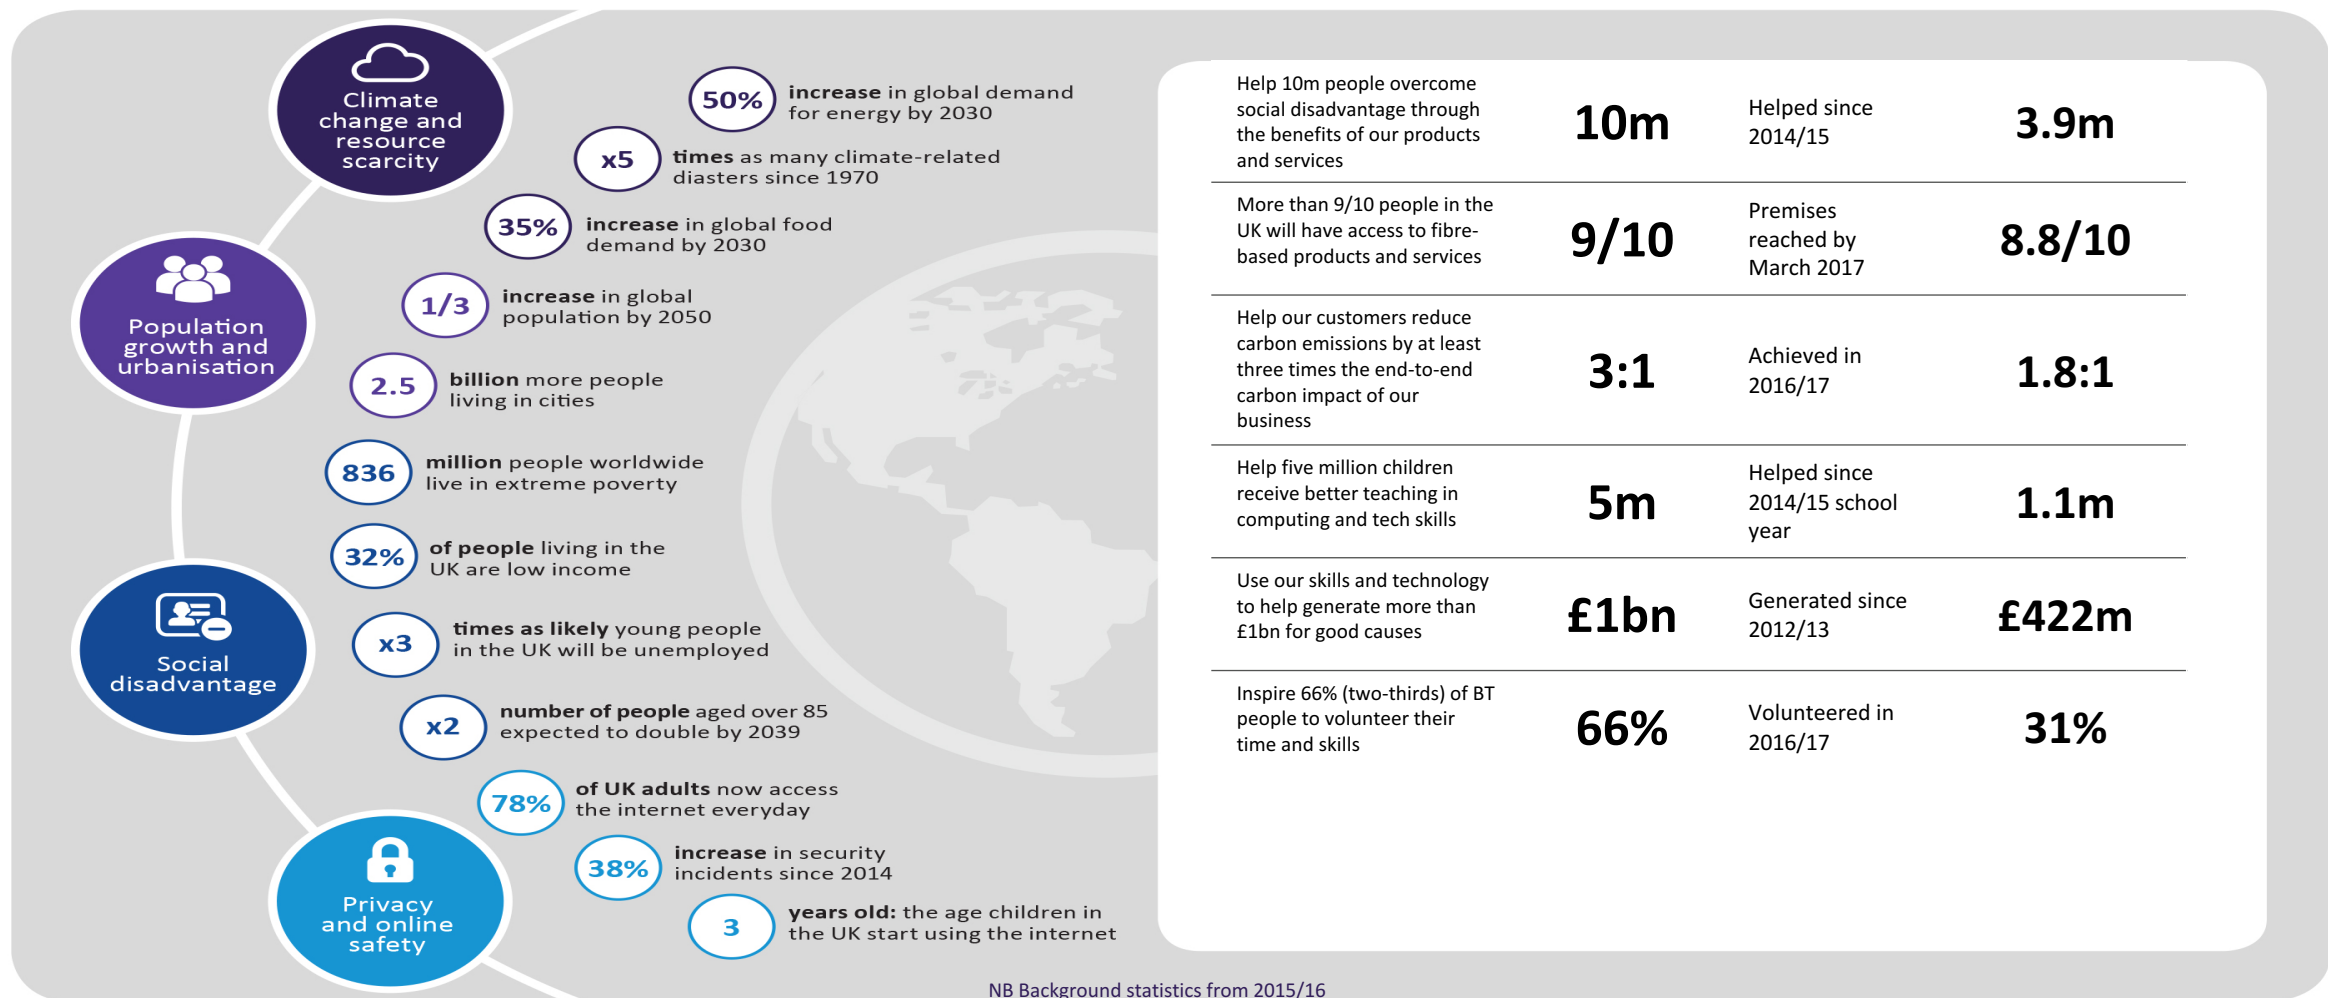 Climate
change and
resource
scarcity
50%
increase in global demand
for energy by 2030
x5
times as many climate-related
diasters since 1970
35%
increase in global food
demand by 2030
Population
growth and
urbanisation
1/3
increase in global
population by 2050
2.5
billion more people
living in cities
836
million people worldwide
live in extreme poverty
32%
of people living in the
UK are low income
Social
disadvantage
x3
times as likely young people
in the UK will be unemployed
x2
number of people aged over 85
expected to double by 2039
78%
of UK adults now access
the internet everyday
Privacy
and online
safety
38%
increase in security
incidents since 2014
3
years old: the age children in
the UK start using the internet
Help 10m people overcome
social disadvantage through
the benefits of our products
and services
10m
Helped since
2014/15
3.9m
More than 9/10 people in the
UK will have access to fibre-
based products and services
9/10
Premises
reached by
March 2017
8.8/10
Help our customers reduce
carbon emissions by at least
three times the end-to-end
carbon impact of our
business
3:1
Achieved in
2016/17
1.8:1
Help five million children
receive better teaching in
computing and tech skills
5m
Helped since
2014/15 school
year
1.1m
Use our skills and technology
to help generate more than
£1bn for good causes
£1bn
Generated since
2012/13
£422m
Inspire 66% (two-thirds) of BT
people to volunteer their
time and skills
66%
Volunteered in
2016/17
31%
NB Background statistics from 2015/16